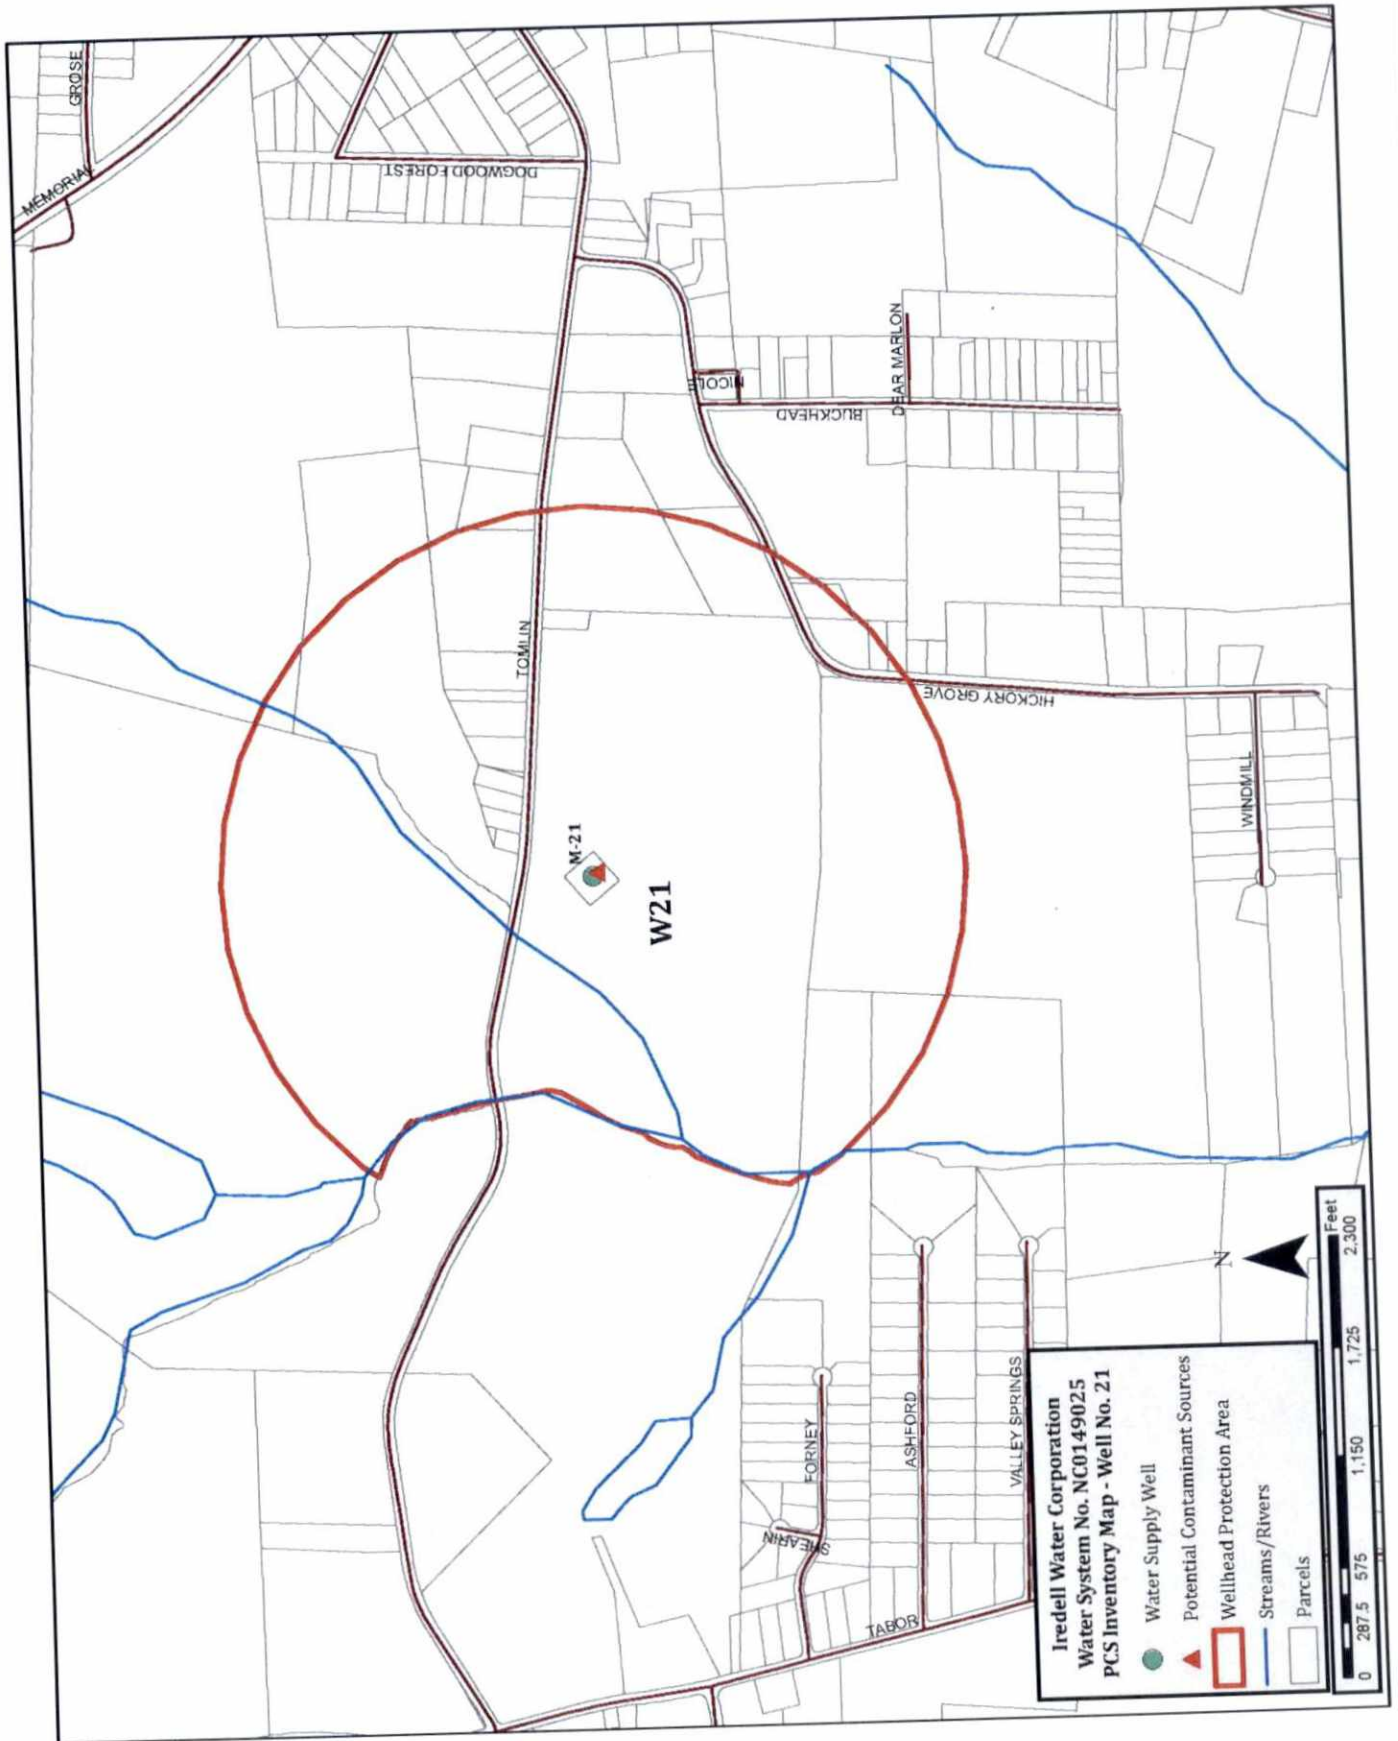 GROSE
MEMORIAL
DOGWOOD FOREST
NICOLE
BUCKHEAD
DEAR MARLON
TOMLIN
HICKORY GROVE
WINDMILL
M-21
W21
FORNEY
SHEARIN
ASHFORD
VALLEY SPRINGS
TABOR
N
Iredell Water Corporation
Water System No. NC0149025
PCS Inventory Map - Well No. 21
Water Supply Well
Potential Contaminant Sources
Wellhead Protection Area
Streams/Rivers
Parcels
0 287.5 575 1,150 1,725 2,300
Feet